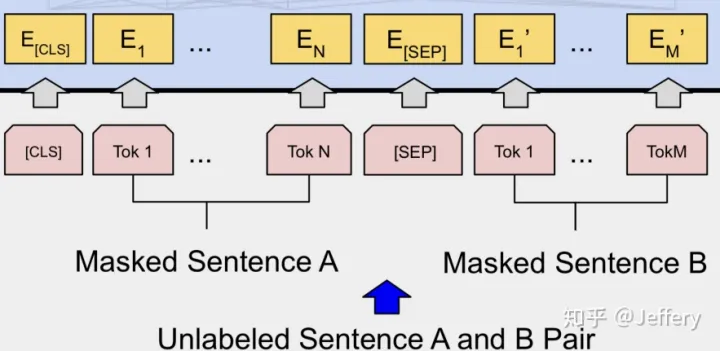 E[CLS] E1 ... EN E[SEP] E1’ ... EM’
[CLS] Tok 1 ... Tok N [SEP] Tok 1 ... TokM
Masked Sentence A Masked Sentence B
知乎 @Jeffery
Unlabeled Sentence A and B Pair